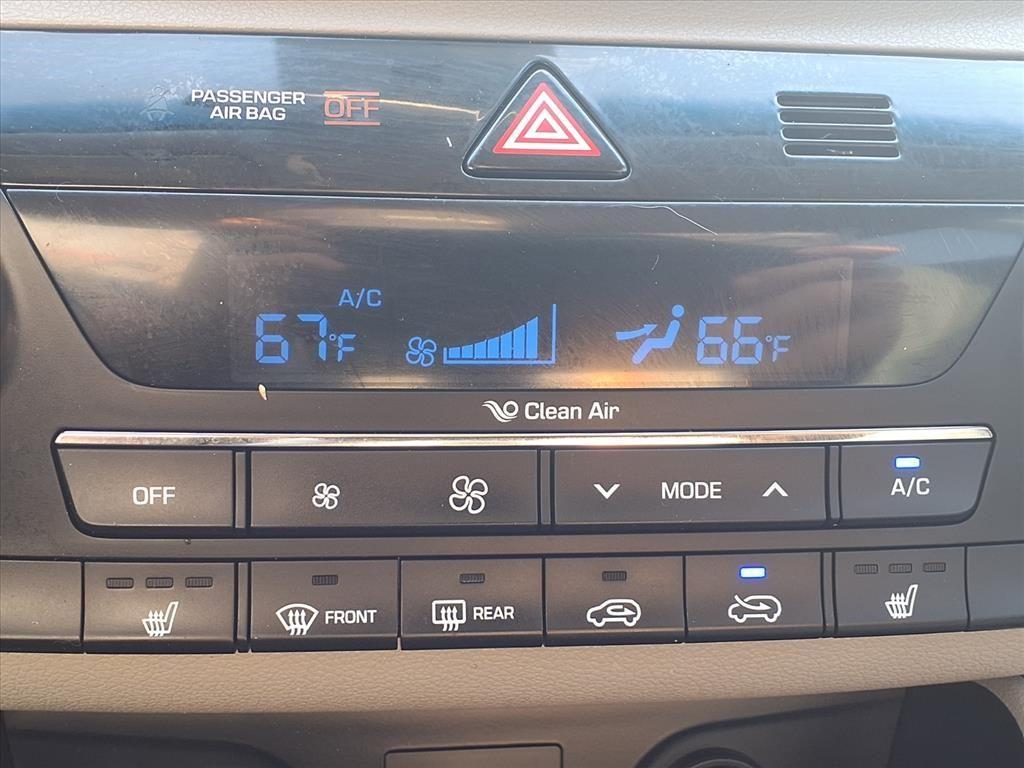 PASSENGER
AIR BAG
OFF
A/C
67°F
66°F
Clean Air
OFF
MODE
A/C
FRONT
REAR